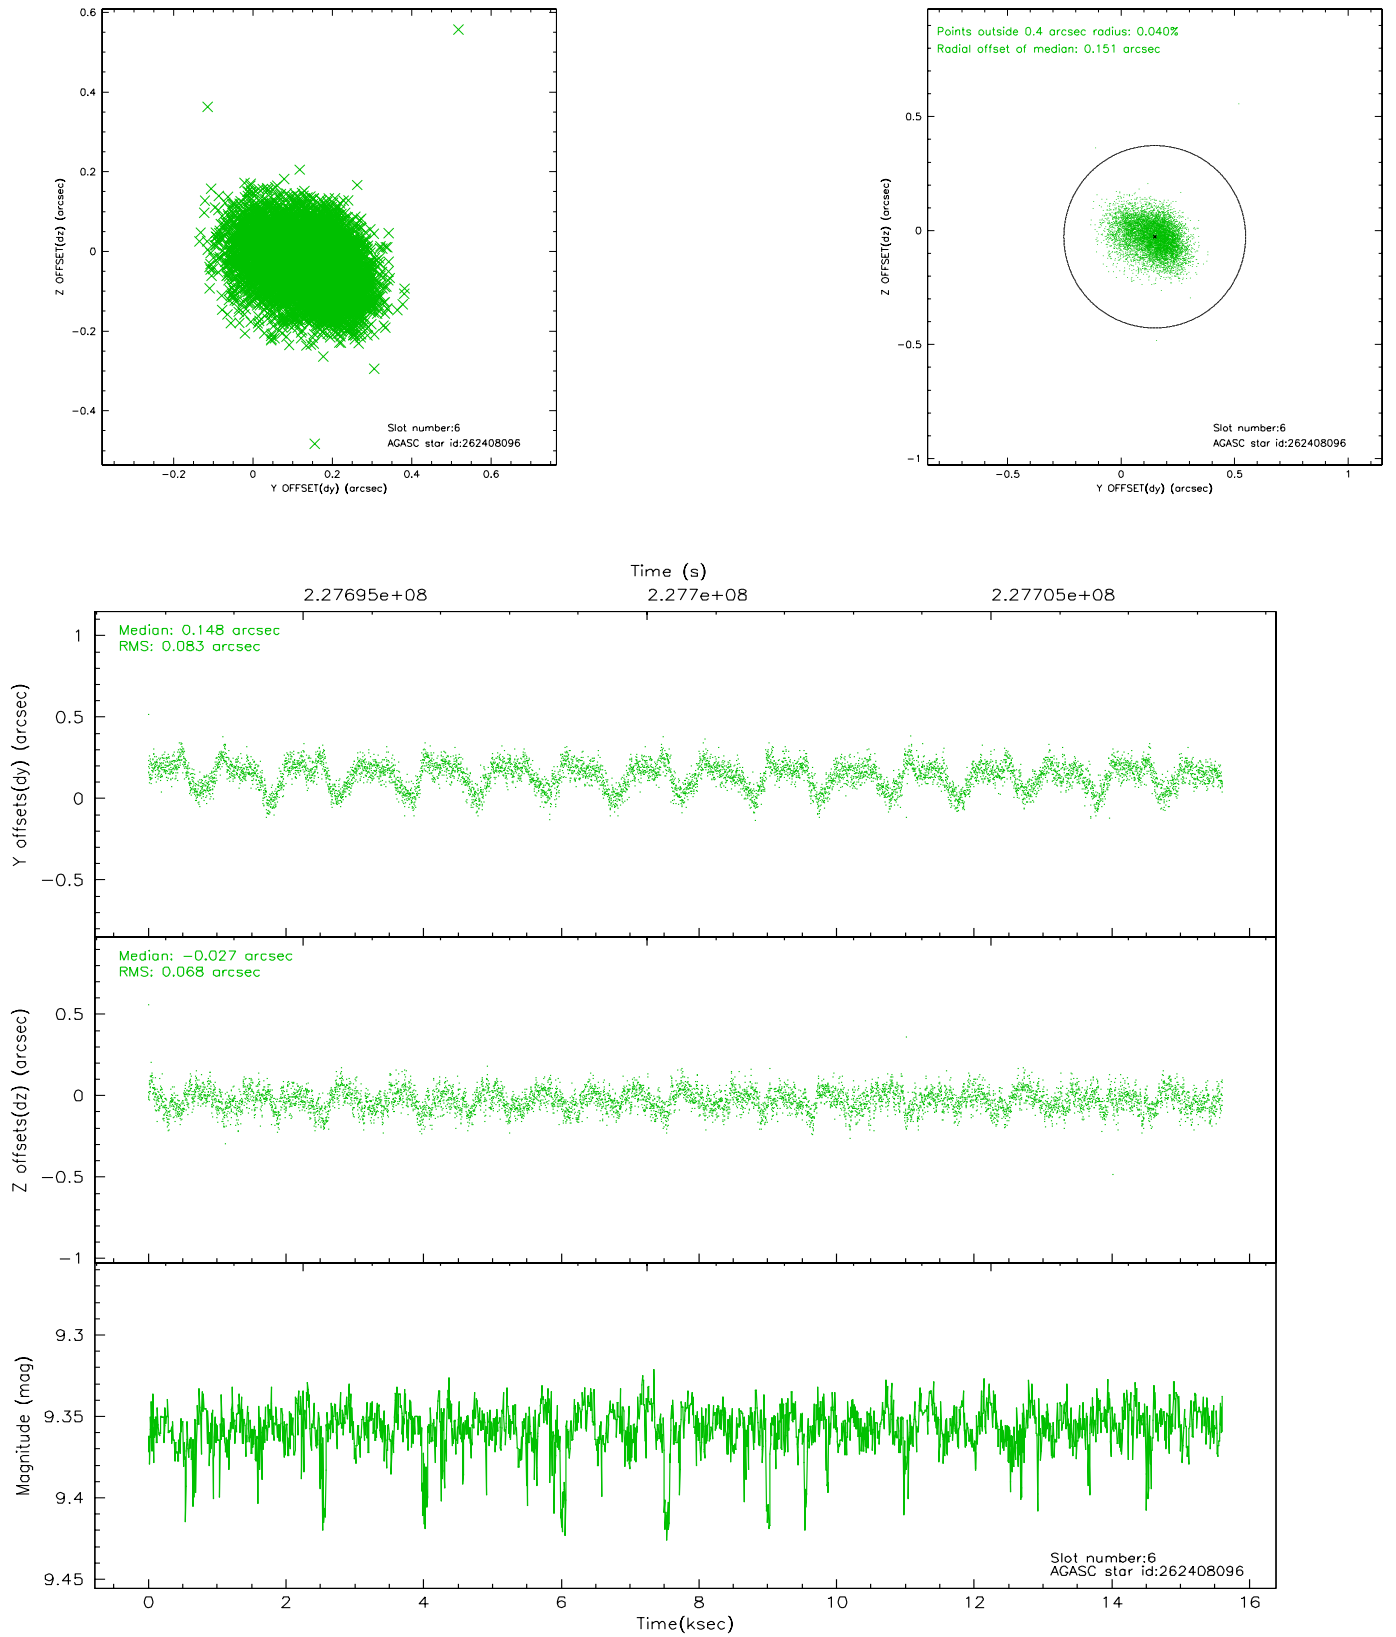 0.6
0.4
0.2
0
−0.2
−0.4
Z OFFSET(dz) (arcsec)
Slot number:6
AGASC star id:262408096
−0.2 0 0.2 0.4 0.6
Y OFFSET(dy) (arcsec)
Points outside 0.4 arcsec radius: 0.040%
Radial offset of median: 0.151 arcsec
0.5
0
−0.5
−1
Z OFFSET(dz) (arcsec)
Slot number:6
AGASC star id:262408096
−0.5 0 0.5 1
Y OFFSET(dy) (arcsec)
Time (s)
2.27695e+08 2.277e+08 2.27705e+08
Median: 0.148 arcsec
RMS: 0.083 arcsec
1
0.5
0
−0.5
Y offsets(dy) (arcsec)
Median: −0.027 arcsec
RMS: 0.068 arcsec
0.5
0
−0.5
−1
Z offsets(dz) (arcsec)
9.3
9.35
9.4
9.45
Magnitude (mag)
Slot number:6
AGASC star id:262408096
0 2 4 6 8 10 12 14 16
Time(ksec)